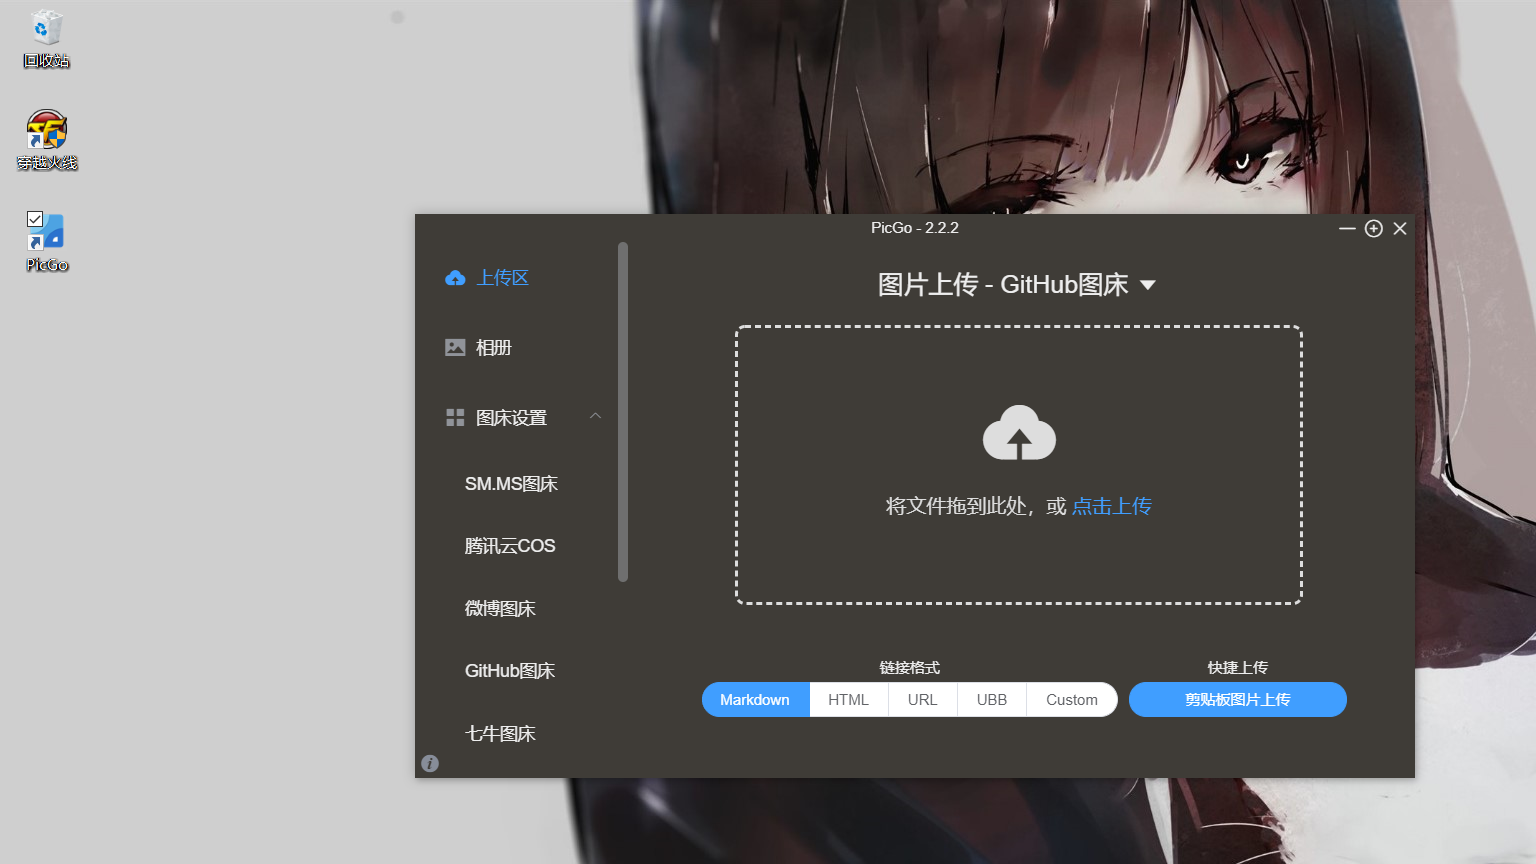 回收站
穿越火线
PicGo
PicGo - 2.2.2
上传区
相册
图床设置
SM.MS图床
腾讯云COS
微博图床
GitHub图床
七牛图床
图片上传 - GitHub图床
将文件拖到此处，或 点击上传
链接格式
Markdown HTML URL UBB Custom
快捷上传
剪贴板图片上传